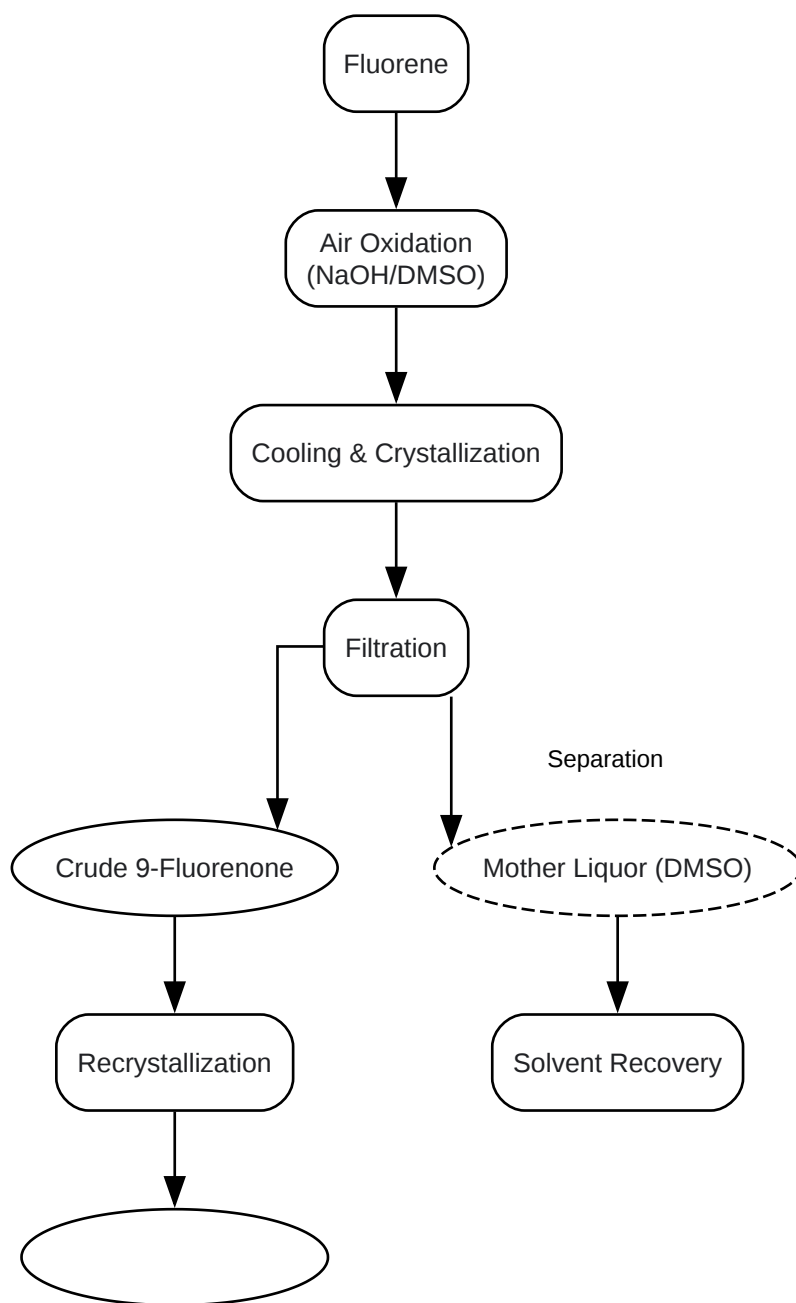 Fluorene
Air Oxidation
(NaOH/DMSO)
Cooling & Crystallization
Filtration
Separation
Crude 9-Fluorenone
Mother Liquor (DMSO)
Recrystallization
Solvent Recovery